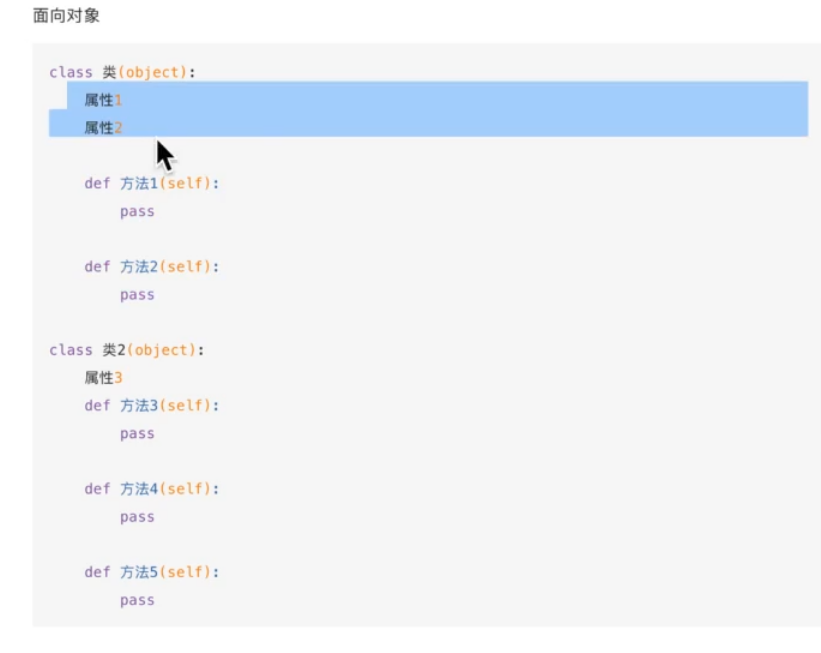 面向对象
class 类(object):
属性1
属性2
def 方法1(self):
pass
def 方法2(self):
pass
class 类2(object):
属性3
def 方法3(self):
pass
def 方法4(self):
pass
def 方法5(self):
pass